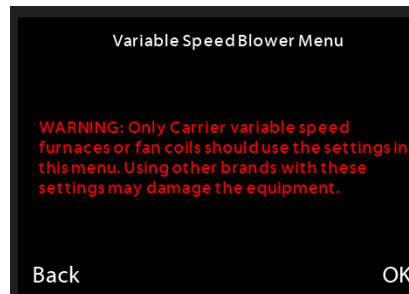 Variable Speed Blower Menu
WARNING: Only Carrier variable speed
furnaces or fan coils should use the settings in
this menu. Using other brands with these
settings may damage the equipment.
Back OK